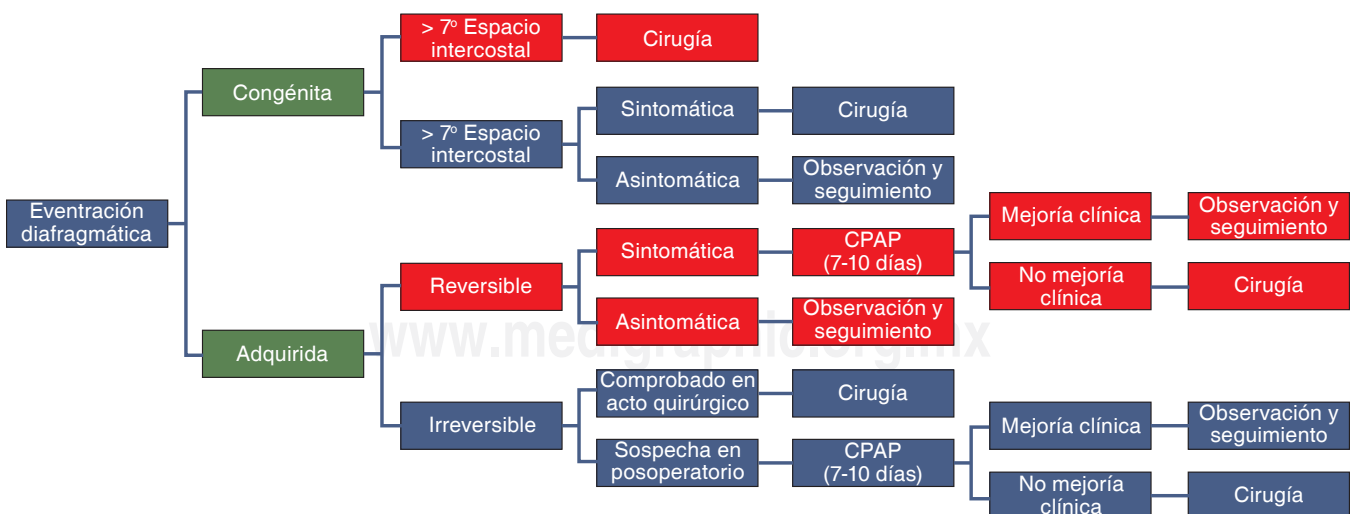 Eventración
diafragmática
Congénita
> 7º Espacio
intercostal
Cirugía
> 7º Espacio
intercostal
Sintomática
Cirugía
Asintomática
Observación y
seguimiento
Adquirida
Reversible
Sintomática
CPAP
(7-10 días)
Mejoría clínica
Observación y
seguimiento
No mejoría
clínica
Cirugía
Asintomática
Observación y
seguimiento
Irreversible
Comprobado en
acto quirúrgico
Cirugía
Sospecha en
posoperatorio
CPAP
(7-10 días)
Mejoría clínica
Observación y
seguimiento
No mejoría
clínica
Cirugía
www.medigraphic.org.mx